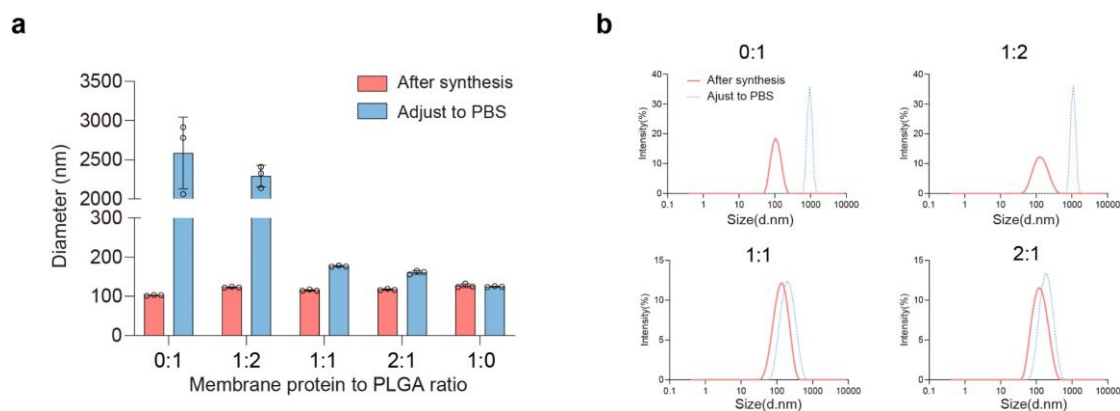 a
3500
3000
2500
2000
300
200
100
0
Diameter (nm)
After synthesis
Adjust to PBS
0:1 1:2 1:1 2:1 1:0
Membrane protein to PLGA ratio
b
0:1
40
30
20
10
0
Intensity(%)
After synthesis
Ajust to PBS
0.1 1 10 100 1000 10000
Size(d.nm)
1:2
40
30
20
10
0
Intensity(%)
0.1 1 10 100 1000 10000
Size(d.nm)
1:1
15
10
5
0
Intensity(%)
0.1 1 10 100 1000 10000
Size(d.nm)
2:1
15
10
5
0
Intensity(%)
0.1 1 10 100 1000 10000
Size(d.nm)